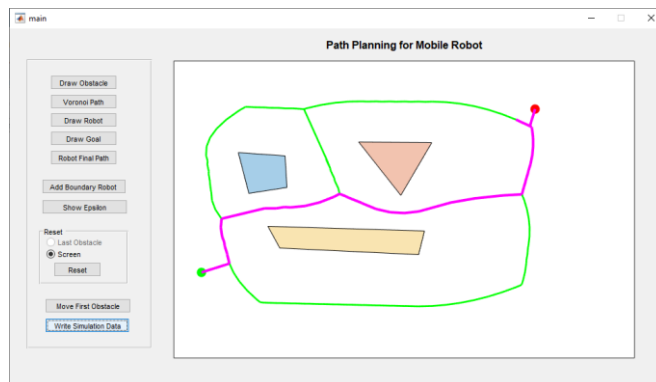 main
Path Planning for Mobile Robot
Draw Obstacle
Voronoi Path
Draw Robot
Draw Goal
Robot Final Path
Add Boundary Robot
Show Epsilon
Reset
Last Obstacle
Screen
Reset
Move First Obstacle
Write Simulation Data